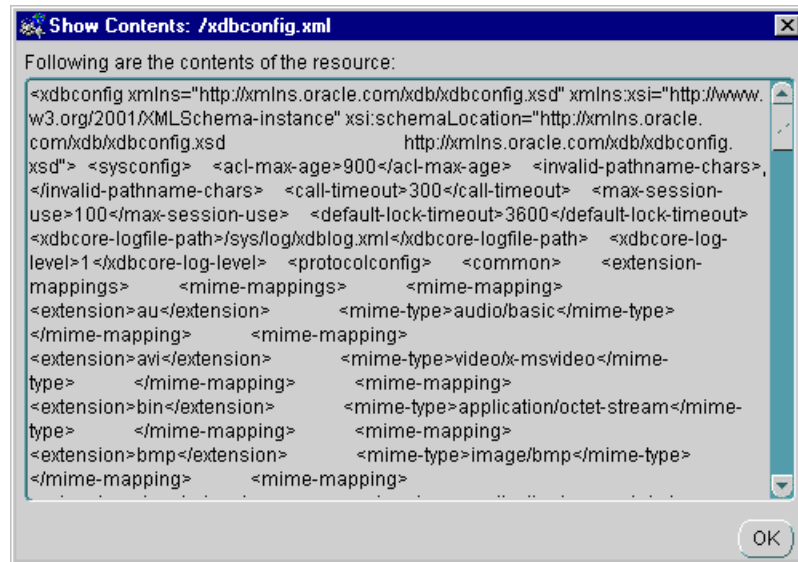 Show Contents: /xdbconfig.xml
Following are the contents of the resource:
<xdbconfig xmlns="http://xmlns.oracle.com/xdb/xdbconfig.xsd" xmlns:xsi="http://www.
w3.org/2001/XMLSchema-instance" xsi:schemaLocation="http://xmlns.oracle.
com/xdb/xdbconfig.xsd http://xmlns.oracle.com/xdb/xdbconfig.
xsd"> <sysconfig> <acl-max-age>900</acl-max-age> <invalid-pathname-chars>,
</invalid-pathname-chars> <call-timeout>300</call-timeout> <max-session-
use>100</max-session-use> <default-lock-timeout>3600</default-lock-timeout>
<xdbcore-logfile-path>/sys/log/xdblog.xml</xdbcore-logfile-path> <xdbcore-log-
level>1</xdbcore-log-level> <protocolconfig> <common> <extension-
mappings> <mime-mappings> <mime-mapping>
<extension>au</extension> <mime-type>audio/basic</mime-type>
</mime-mapping> <mime-mapping>
<extension>avi</extension> <mime-type>video/x-msvideo</mime-
type> </mime-mapping> <mime-mapping>
<extension>bin</extension> <mime-type>application/octet-stream</mime-
type> </mime-mapping> <mime-mapping>
<extension>bmp</extension> <mime-type>image/bmp</mime-type>
</mime-mapping> <mime-mapping>
OK